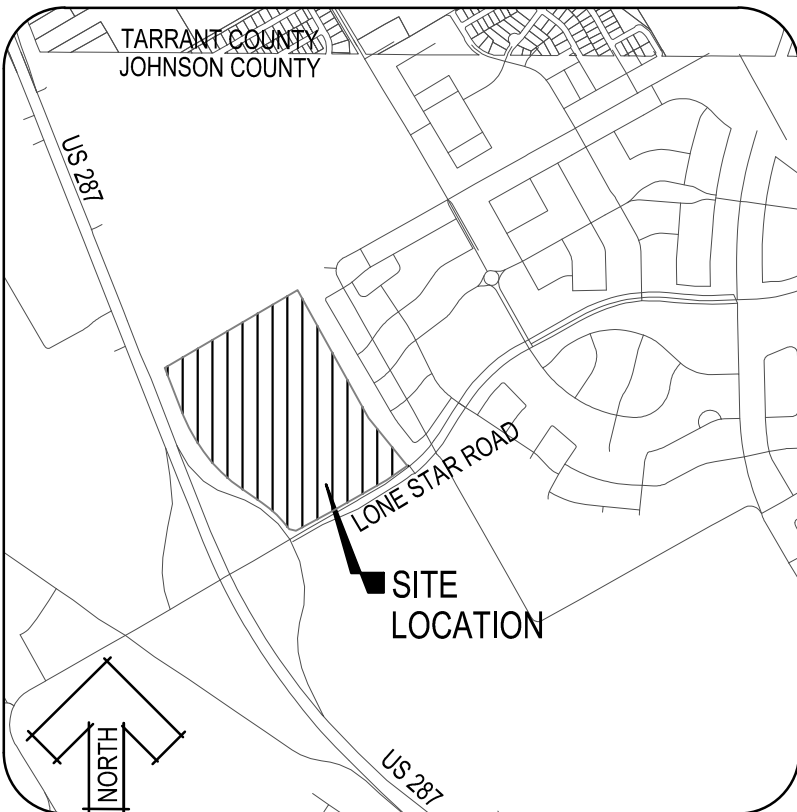 TARRANT COUNTY
JOHNSON COUNTY
US 287
LONE STAR ROAD
SITE
LOCATION
NORTH
US 287